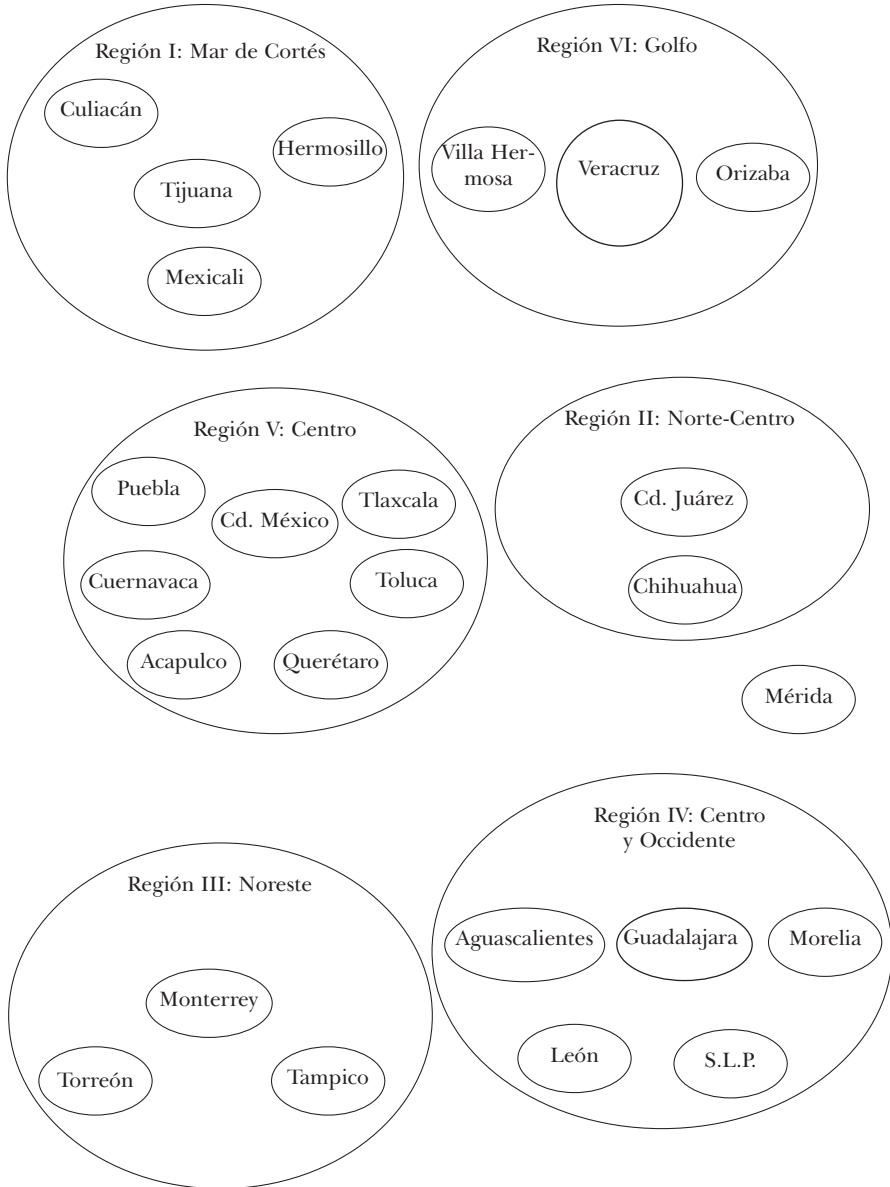 Región I: Mar de Cortés
Culiacán
Hermosillo
Tijuana
Mexicali
Región VI: Golfo
Villa Her-
mosa
Veracruz
Orizaba
Región V: Centro
Puebla
Cd. México
Tlaxcala
Cuernavaca
Toluca
Acapulco
Querétaro
Región II: Norte-Centro
Cd. Juárez
Chihuahua
Mérida
Región III: Noreste
Monterrey
Torreón
Tampico
Región IV: Centro
y Occidente
Aguascalientes
Guadalajara
Morelia
León
S.L.P.